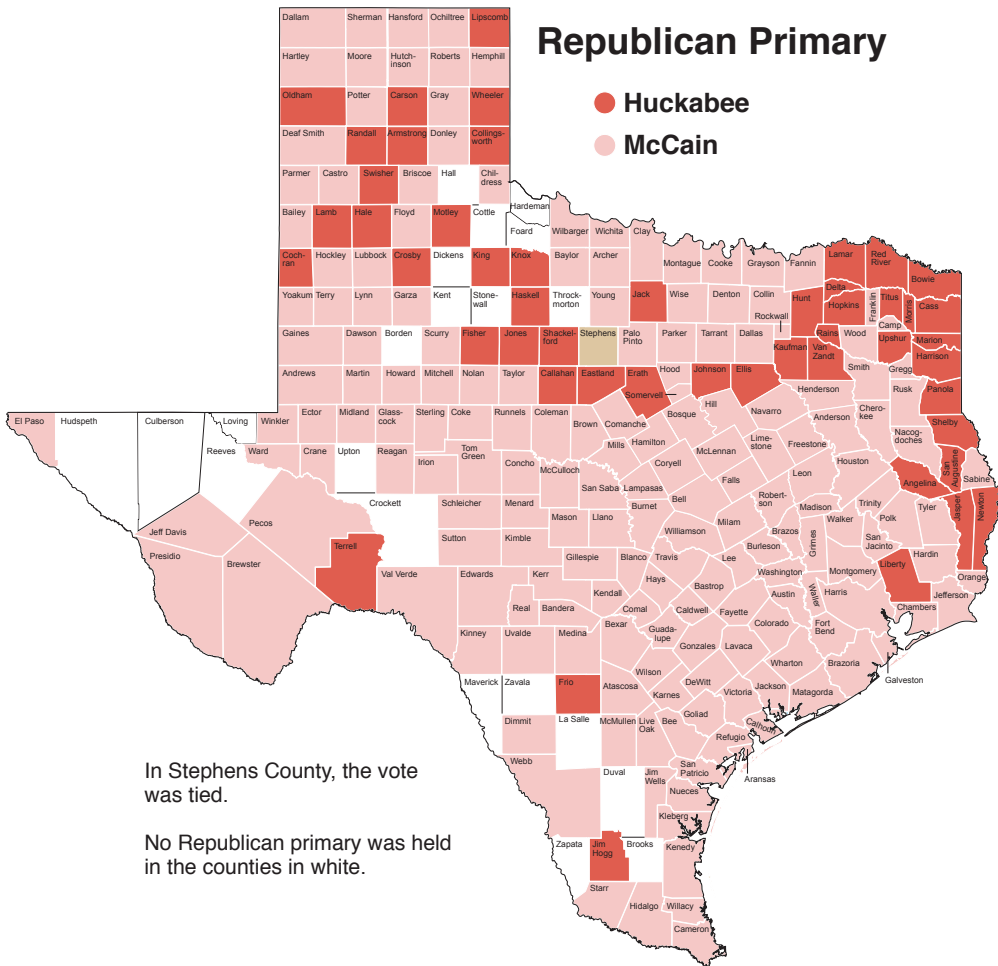 Republican Primary
Huckabee
McCain
Dallam Sherman Hansford Ochiltree Lipscomb
Hartley Moore Hutch-
inson Roberts Hemphill
Oldham Potter Carson Gray Wheeler
Deaf Smith Randall Armstrong Donley Collings-
worth
Parmer Castro Swisher Briscoe Hall Chil-
dress
Bailey Lamb Hale Floyd Motley Cottle Hardeman
Foard Wilbarger Wichita Clay
Coch-
ran Hockley Lubbock Crosby Dickens King Knox Baylor Archer Montague Cooke Grayson Fannin Lamar Red
River Bowie
Yoakum Terry Lynn Garza Kent Stone-
wall Haskell Throck-
morton Young Jack Wise Denton Collin Rockwall Hunt Delta Hopkins Franklin Titus Morris Cass
Gaines Dawson Borden Scurry Fisher Jones Shackel-
ford Stephens Palo
Pinto Parker Tarrant Dallas Kaufman Van
Zandt Rains Wood Camp Upshur Marion
Harrison
Andrews Martin Howard Mitchell Nolan Taylor Callahan Eastland Erath Hood Somervell Johnson Ellis Henderson Smith Gregg Rusk Panola
El Paso Hudspeth Culberson Loving Winkler Ector Midland Glass-
cock Sterling Coke Runnels Coleman Brown Comanche Bosque Hill Navarro Anderson Chero-
kee Nacog-
doches Shelby
Reeves Ward Crane Upton Reagan Irion Tom
Green Concho McCulloch Mills Hamilton McLennan Lime-
stone Freestone Houston Angelina San
Augustine Sabine
Jeff Davis Pecos Crockett Schleicher Menard San Saba Lampasas Coryell Falls Leon Trinity Tyler Jasper Newton
Presidio Brewster Terrell Sutton Kimble Mason Llano Burnet Bell Milam Robert-
son Madison Walker Polk San
Jacinto Hardin
Val Verde Edwards Kerr Gillespie Blanco Williamson Travis Lee Burleson Brazos Grimes Montgomery Liberty Orange
Real Bandera Kendall Hays Bastrop Washington Austin Waller Harris Chambers Jefferson
Kinney Uvalde Medina Bexar Comal Guada-
lupe Caldwell Fayette Colorado Fort
Bend Galveston
Maverick Zavala Frio Atascosa Wilson Gonzales Lavaca Wharton Brazoria
Karnes DeWitt Victoria Jackson Matagorda
Dimmit La Salle McMullen Live
Oak Bee Goliad Refugio Calhoun
Webb Duval Jim
Wells San
Patricio Aransas
Nueces
Kleberg
Zapata Jim
Hogg Brooks Kenedy
Starr Hidalgo Willacy
Cameron
In Stephens County, the vote
was tied.
No Republican primary was held
in the counties in white.